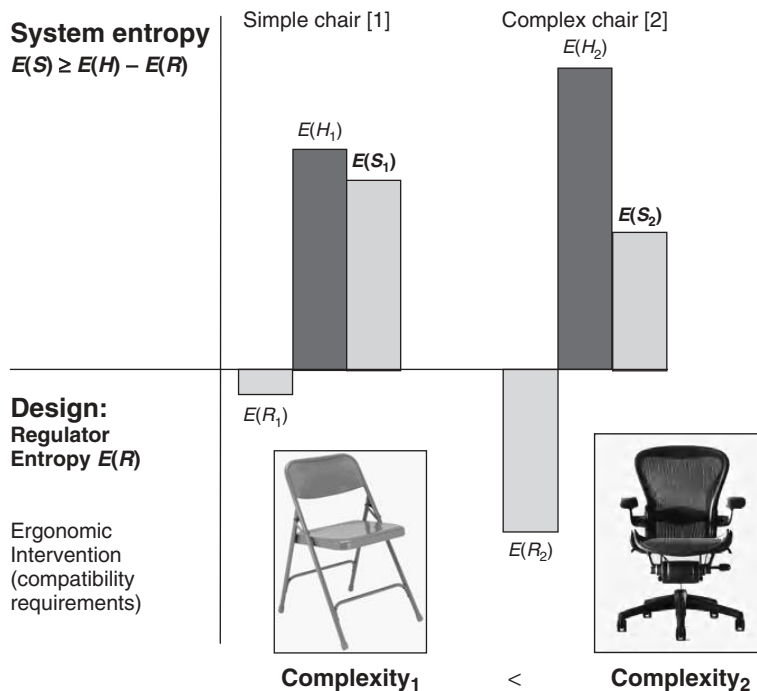 System entropy
E(S) ≥ E(H) – E(R)
Simple chair [1]
Complex chair [2]
E(H₂)
E(H₁)
E(S₁)
E(S₂)
E(R₁)
Design:
Regulator
Entropy E(R)
E(R₂)
Ergonomic
Intervention
(compatibility
requirements)
Complexity₁ < Complexity₂